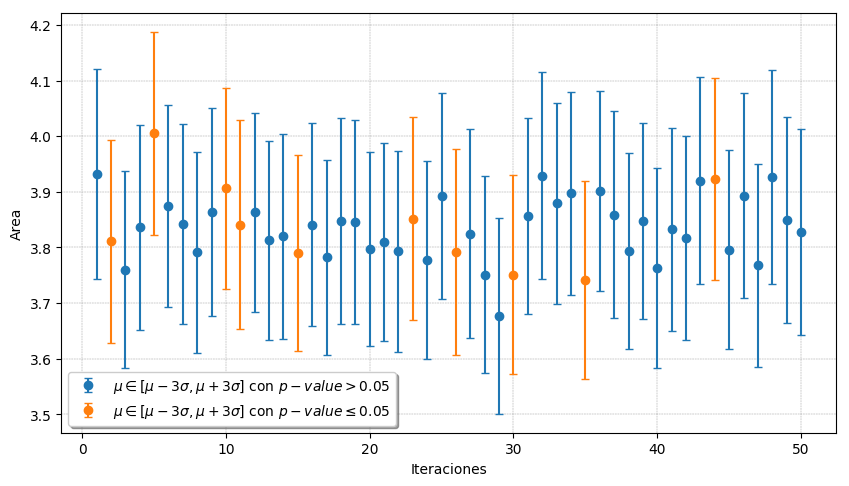 4.2
4.1
4.0
3.9
3.8
3.7
3.6
3.5
Area
μ ∈ [μ − 3σ, μ + 3σ] con p − value > 0.05
μ ∈ [μ − 3σ, μ + 3σ] con p − value ≤ 0.05
0 10 20 30 40 50
Iteraciones